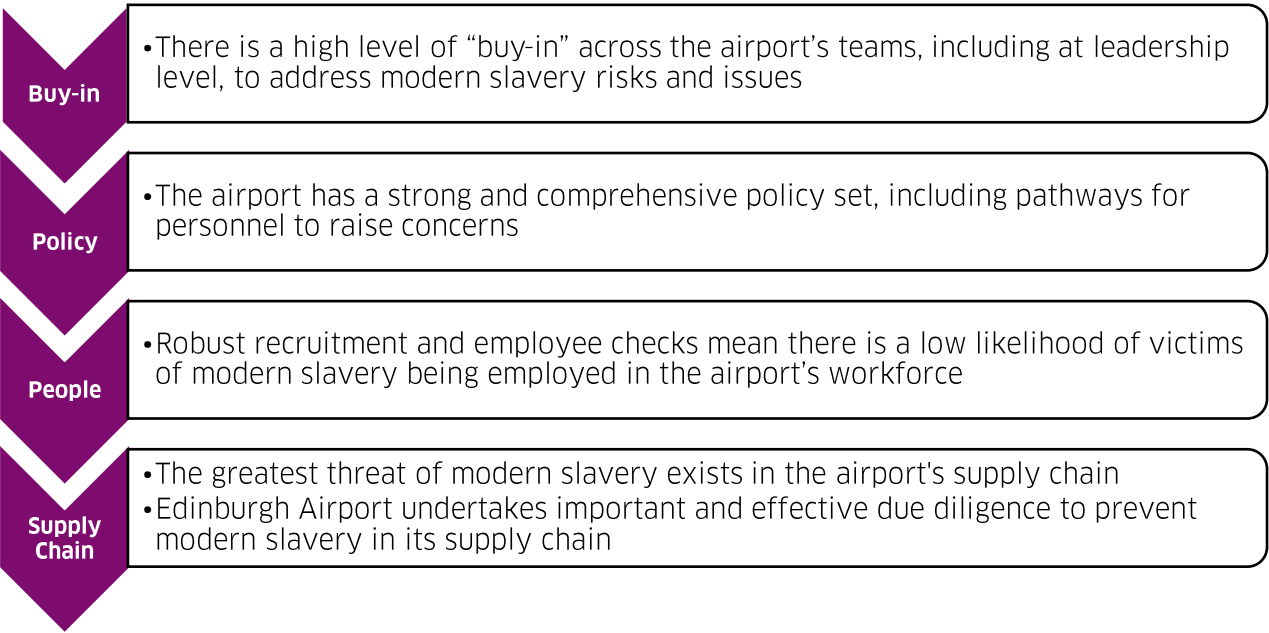 Buy-in
•There is a high level of “buy-in” across the airport’s teams, including at leadership
level, to address modern slavery risks and issues
Policy
•The airport has a strong and comprehensive policy set, including pathways for
personnel to raise concerns
People
•Robust recruitment and employee checks mean there is a low likelihood of victims
of modern slavery being employed in the airport’s workforce
Supply
Chain
•The greatest threat of modern slavery exists in the airport's supply chain
•Edinburgh Airport undertakes important and effective due diligence to prevent
modern slavery in its supply chain